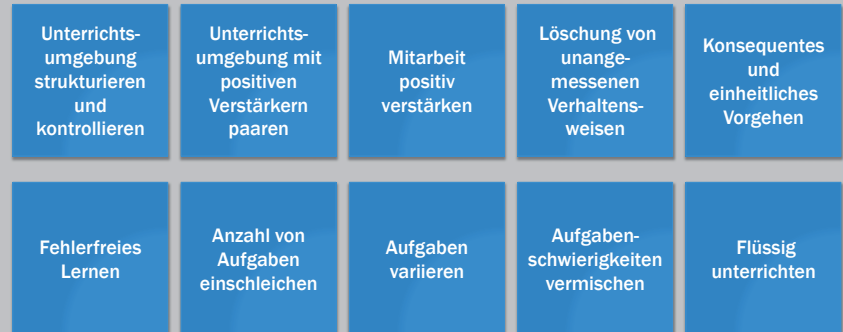 Unterrichts-
umgebung
strukturieren
und
kontrollieren
Unterrichts-
umgebung mit
positiven
Verstärkern
paaren
Mitarbeit
positiv
verstärken
Löschung von
unange-
messenen
Verhaltens-
weisen
Konsequentes
und
einheitliches
Vorgehen
Fehlerfreies
Lernen
Anzahl von
Aufgaben
einschleichen
Aufgaben
variieren
Aufgaben-
schwierigkeiten
vermischen
Flüssig
unterrichten